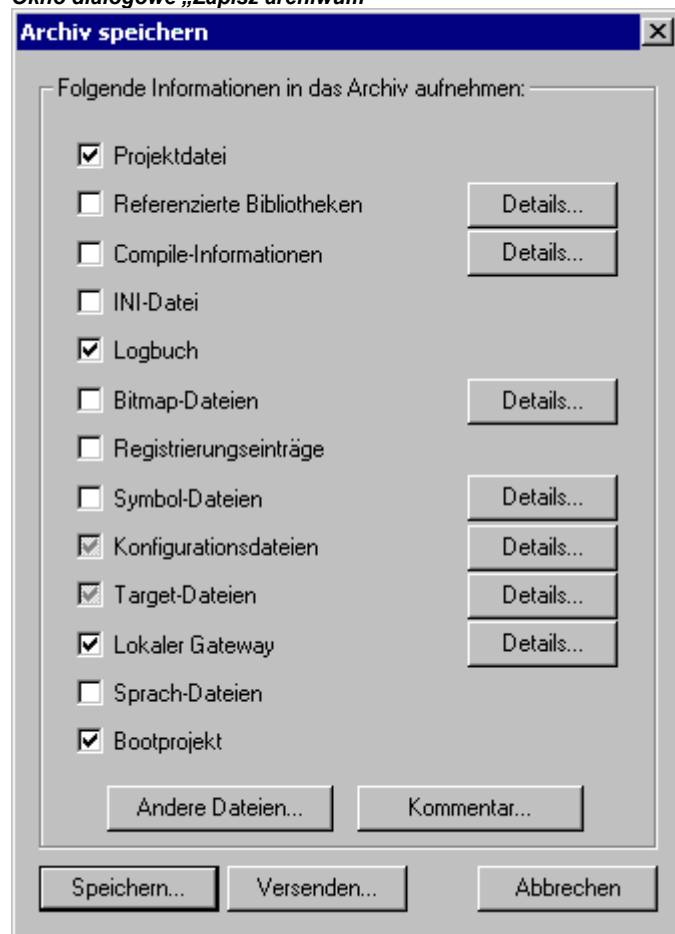 Okno dialogowe „Zapisz archiwum”
Archiv speichern
Folgende Informationen in das Archiv aufnehmen:
Projektdatei
Referenzierte Bibliotheken Details...
Compile-Informationen Details...
INI-Datei
Logbuch
Bitmap-Dateien Details...
Registrierungseinträge
Symbol-Dateien Details...
Konfigurationsdateien Details...
Target-Dateien Details...
Lokaler Gateway Details...
Sprach-Dateien
Bootprojekt
Andere Dateien... Kommentar...
Speichern... Versenden... Abbrechen